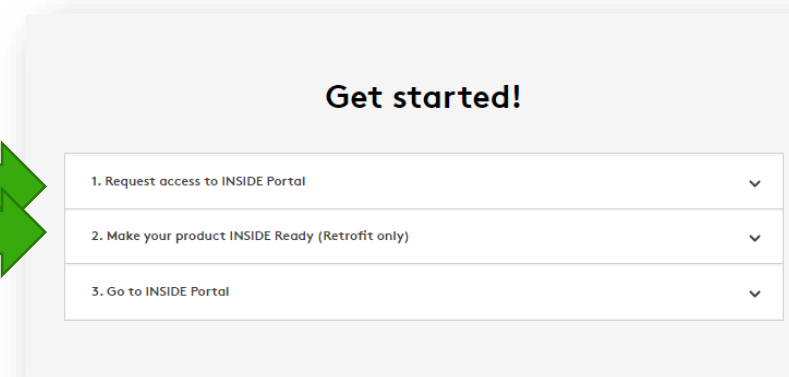 Get started!
1. Request access to INSIDE Portal
2. Make your product INSIDE Ready (Retrofit only)
3. Go to INSIDE Portal